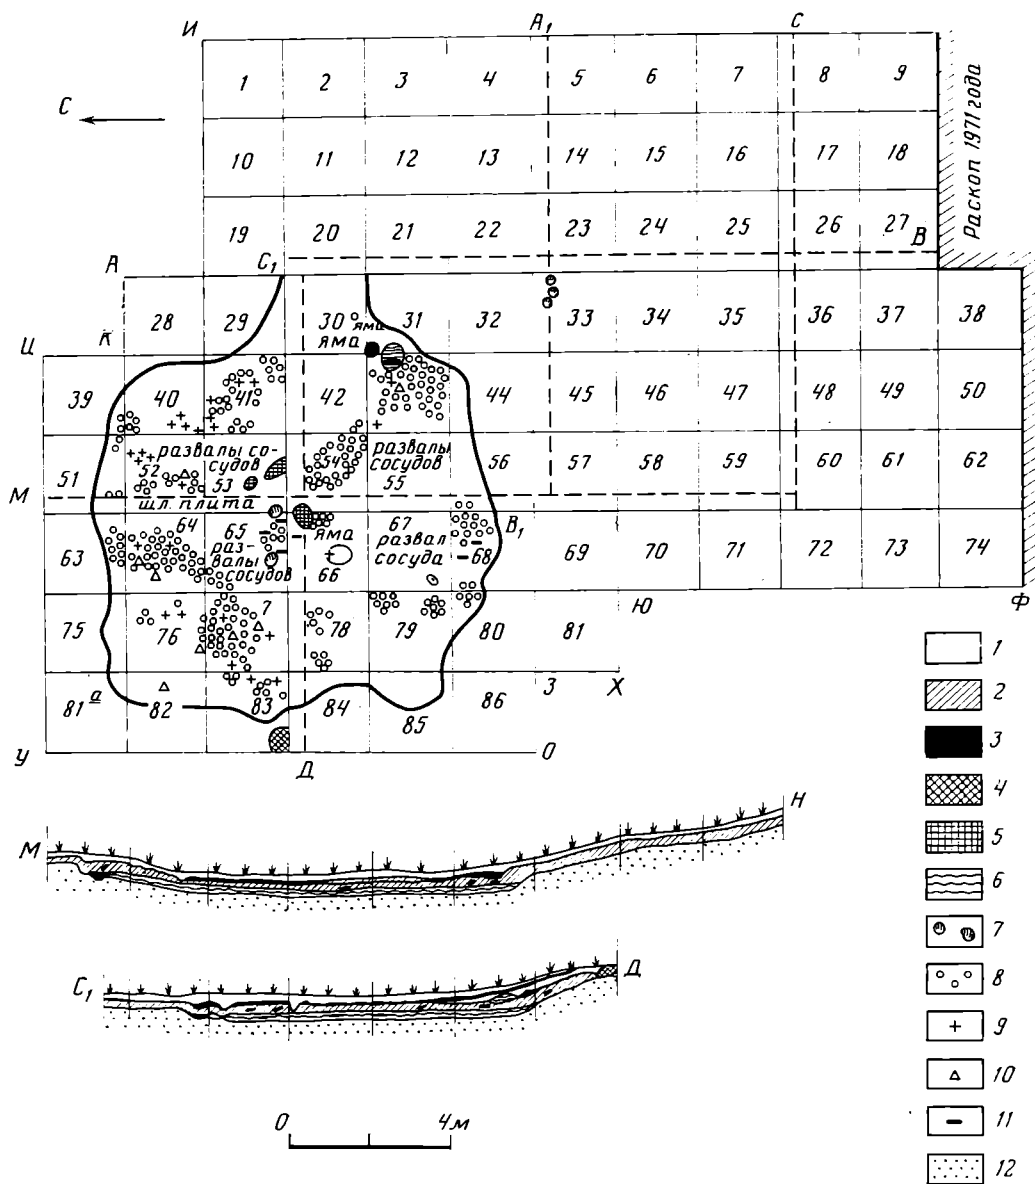 И А₁ С
1 2 3 4 5 6 7 8 9
С
10 11 12 13 14 15 16 17 18
Раскоп 1971 года
19 20 21 22 23 24 25 26 27 В
А С₁
28 29 30 яма 31 32 33 34 35 36 37 38
К яма
Ц
39 40 41 42 44 45 46 47 48 49 50
развалы со-
судов
развалы
сосудов
51 52 53 54 55 56 57 58 59 60 61 62
М шл. плита
64 65 яма 67 В₁
63 раз-
валы
сосудов
66 развал
сосуда 68 69 70 71 72 73 74
7 Ю Ф
75 76 78 79 80 81
З Х
81 а 82 83 84 85 86
У Д О
1
2
3
4
5
6
7
8
9
10
11
12
М Н
С₁ Д
0 4м